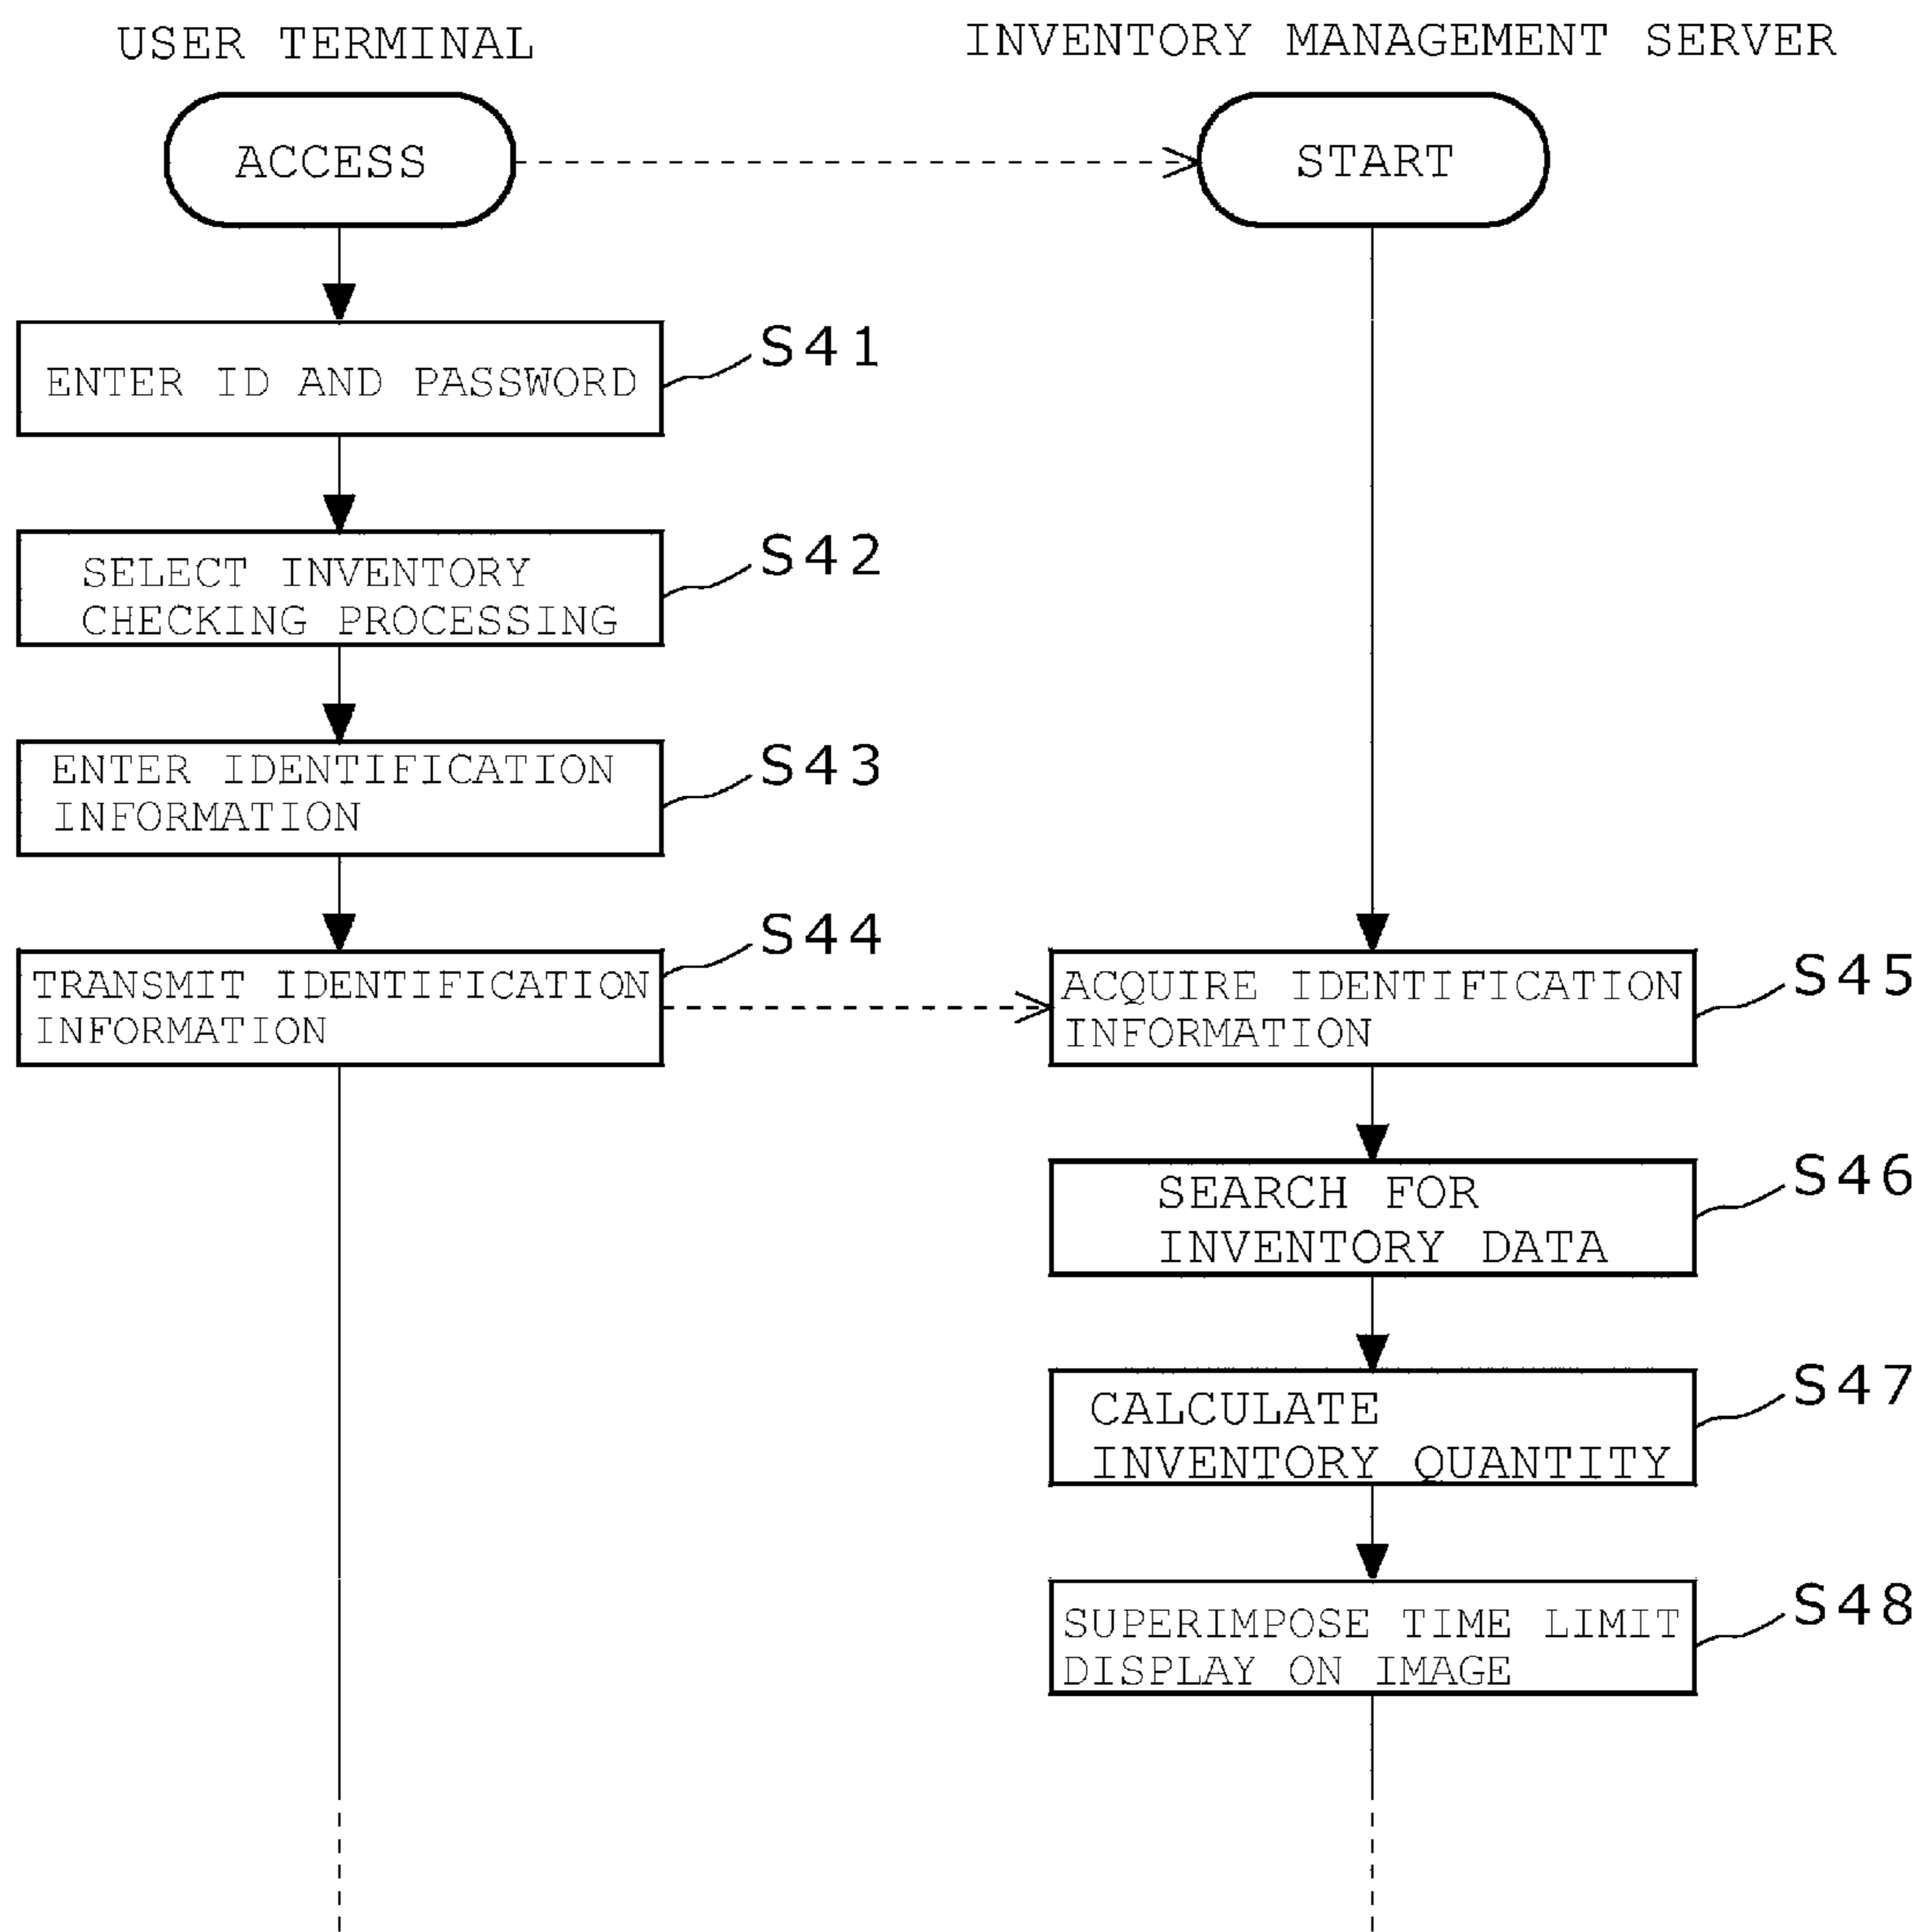 USER TERMINAL
INVENTORY MANAGEMENT SERVER
ACCESS
START
ENTER ID AND PASSWORD
S41
SELECT INVENTORY
CHECKING PROCESSING
S42
ENTER IDENTIFICATION
INFORMATION
S43
TRANSMIT IDENTIFICATION
INFORMATION
S44
ACQUIRE IDENTIFICATION
INFORMATION
S45
SEARCH FOR
INVENTORY DATA
S46
CALCULATE
INVENTORY QUANTITY
S47
SUPERIMPOSE TIME LIMIT
DISPLAY ON IMAGE
S48